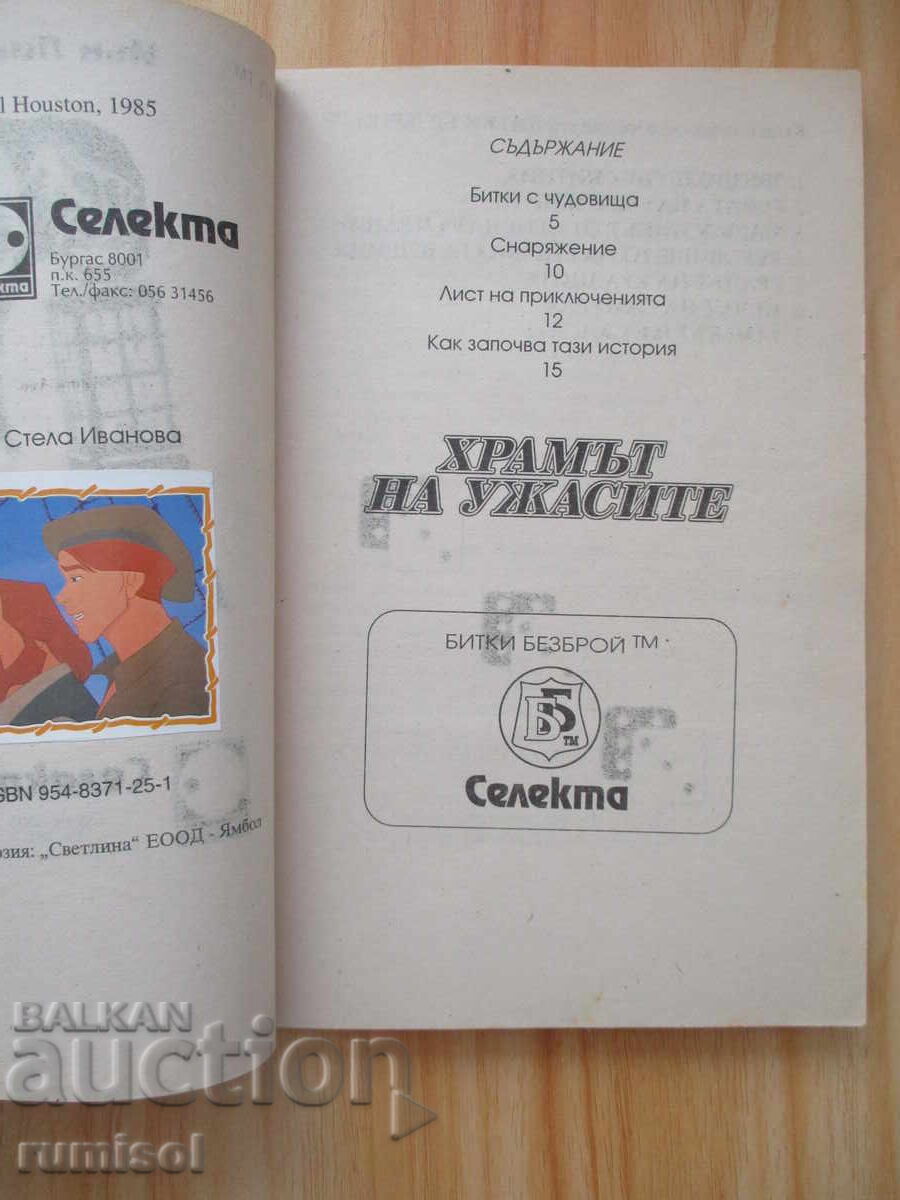 l Houston, 1985
Селекта
кта
Бургас 8001
п.к. 655
Тел./факс: 056 31456
Стела Иванова
SBN 954-8371-25-1
озия: „Светлина“ ЕООД - Ямбол
СЪДЪРЖАНИЕ
Битки с чудовища
5
Снаряжение
10
Лист на приключенията
12
Как започва тази история
15
ХРАМЪТ
НА УЖАСИТЕ
БИТКИ БЕЗБРОЙ ™
ББ ™
Селекта
BALKAN
auction
rumisol